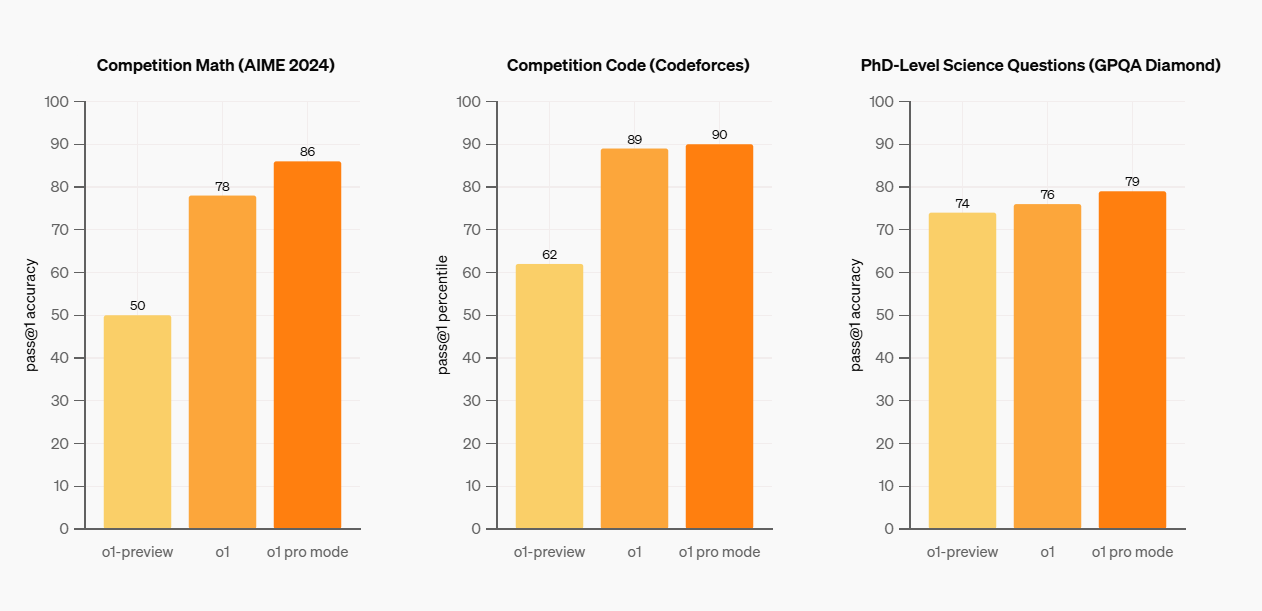 Competition Math (AIME 2024)
pass@1 accuracy
100
90
80
70
60
50
40
30
20
10
0
50
78
86
o1-preview
o1
o1 pro mode
Competition Code (Codeforces)
pass@1 percentile
100
90
80
70
60
50
40
30
20
10
0
62
89
90
o1-preview
o1
o1 pro mode
PhD-Level Science Questions (GPQA Diamond)
pass@1 accuracy
100
90
80
70
60
50
40
30
20
10
0
74
76
79
o1-preview
o1
o1 pro mode